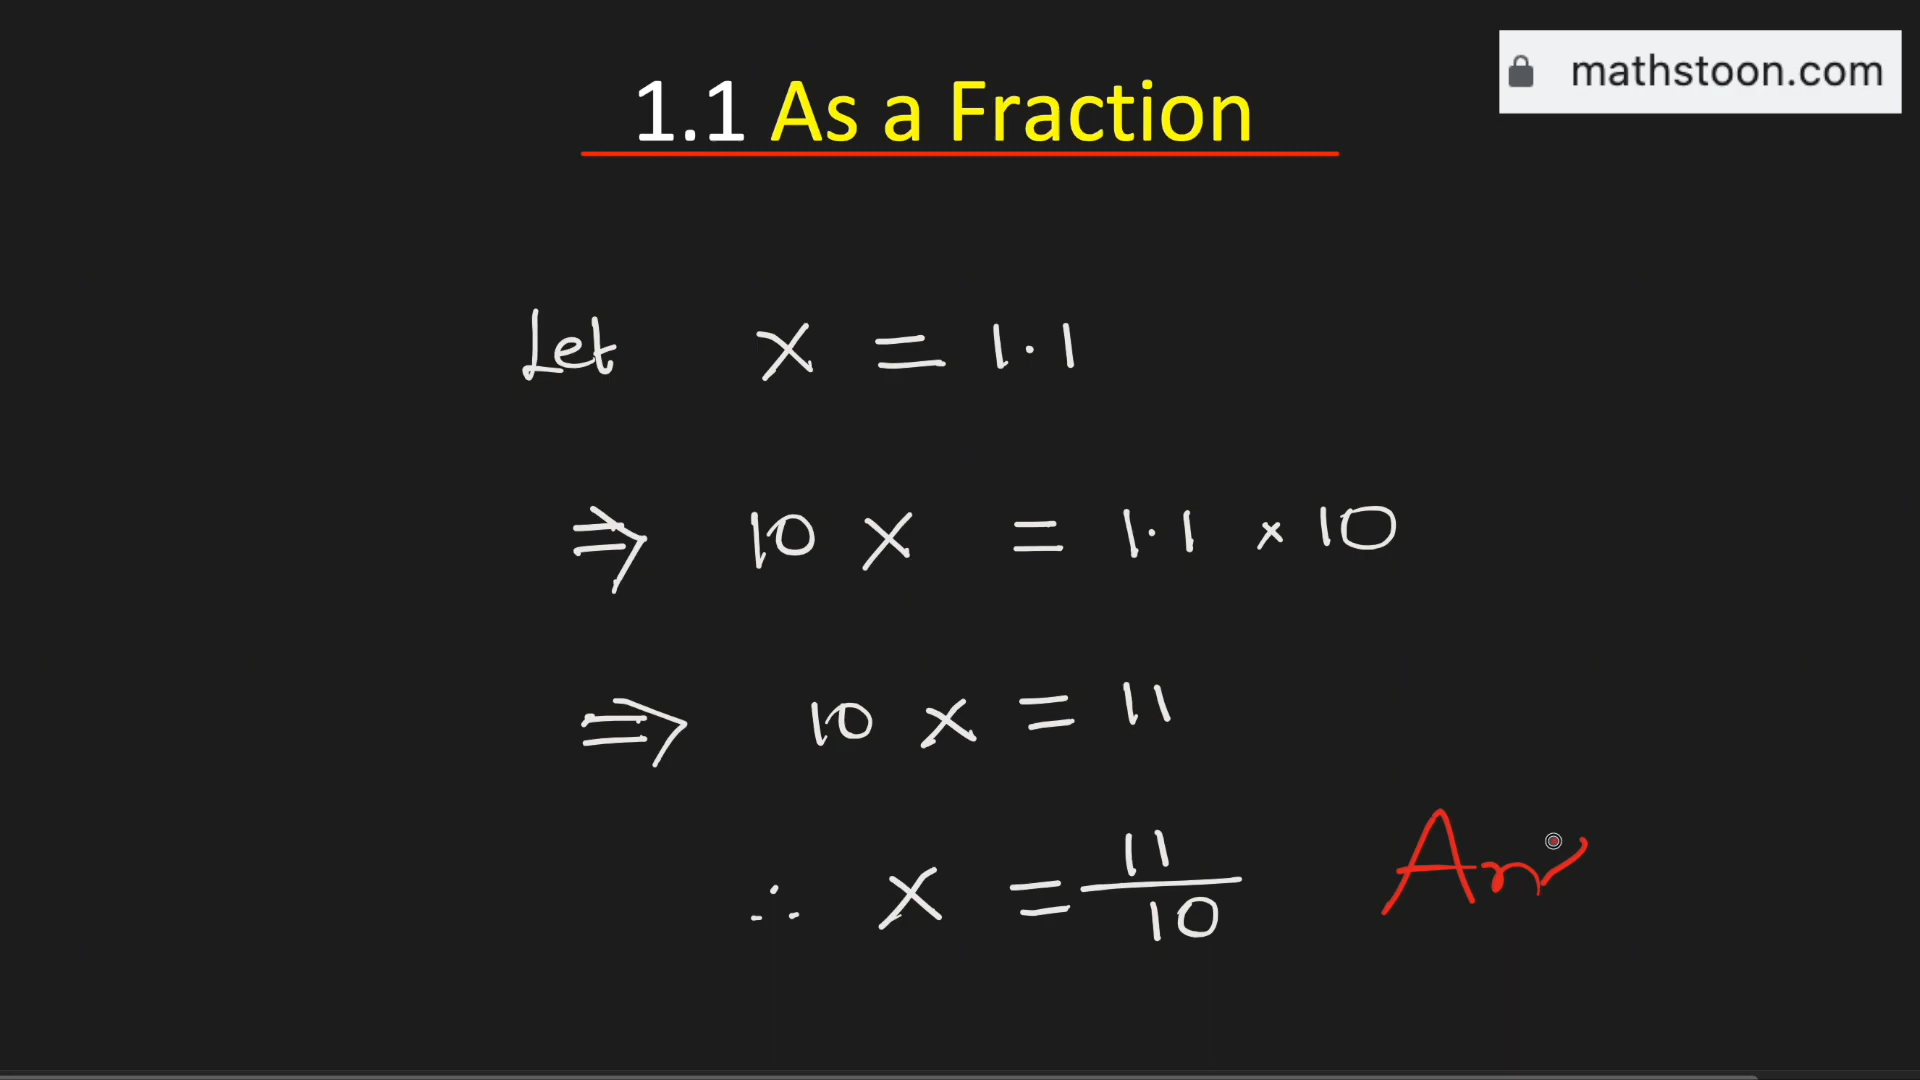 mathstoon.com
1.1 As a Fraction
Let x = 1.1
⇒ 10 x = 1.1 × 10
⇒ 10 x = 11
∴ x = 11/10 Ans